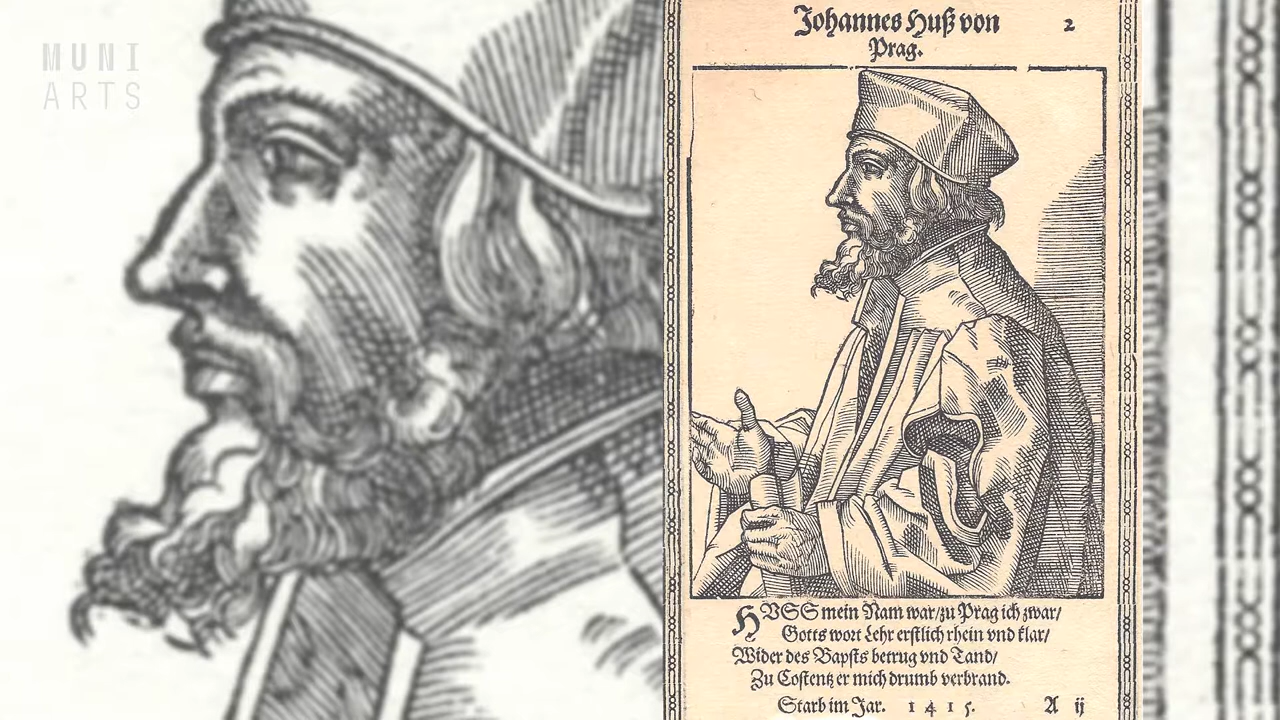 MUNI
ARTS
Johannes Huß von 2
Prag.
HVSS mein Nam war/zu Prag ich zwar/
Gotts wort Lehr erstlich rhein vnd klar/
Wider des Bapsts betrug vnd Tand/
Zu Costentz er mich drumb verbrand.
Starb im Jar. 1415. A ij